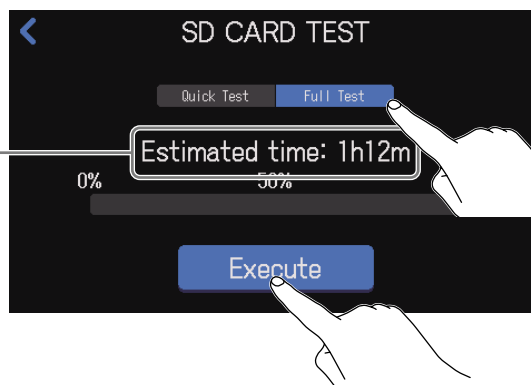 SD CARD TEST
Quick Test Full Test
Estimated time: 1h12m
0% 50%
Execute